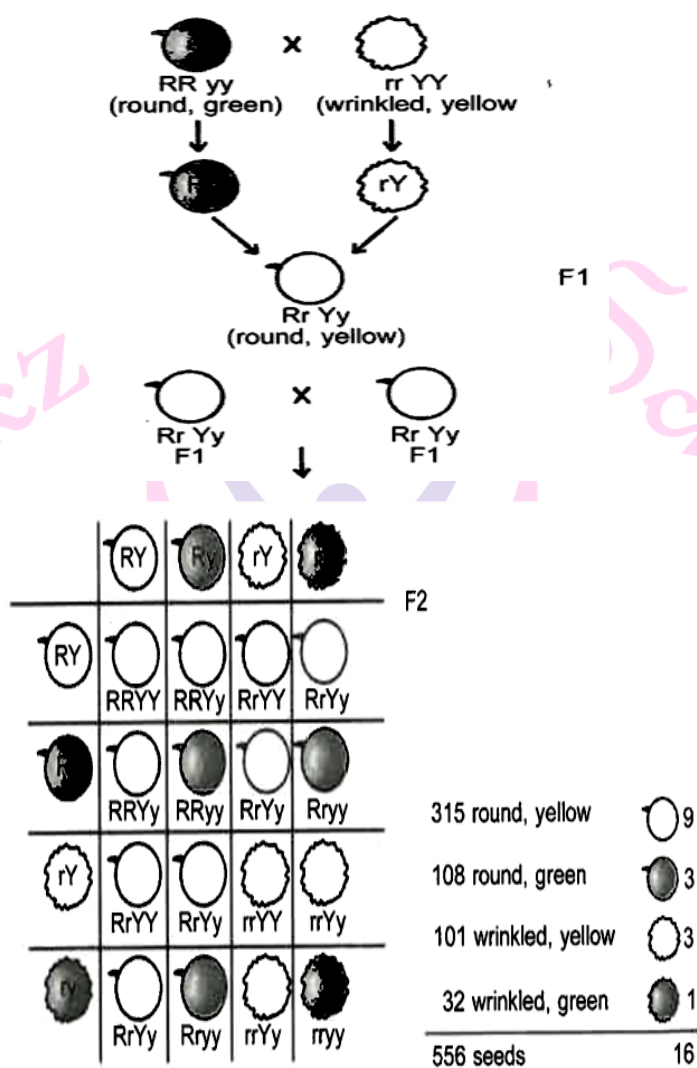 x
RR yy rr YY
(round, green) (wrinkled, yellow
rY
F1
Rr Yy
(round, yellow)
x
Rr Yy Rr Yy
F1 F1
RY Ry rY
F2
RY
RRYY RRYy RrYY RrYy
R
RRYy RRyy RrYy Rryy
315 round, yellow 9
108 round, green 3
rY
RrYY RrYy rrYY rrYy
101 wrinkled, yellow 3
ry
32 wrinkled, green 1
RrYy Rryy rrYy rryy
556 seeds 16